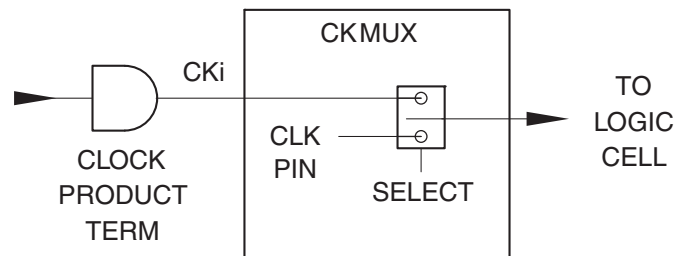 CKMUX
CKi
CLOCK
PRODUCT
TERM
CLK
PIN
SELECT
TO
LOGIC
CELL